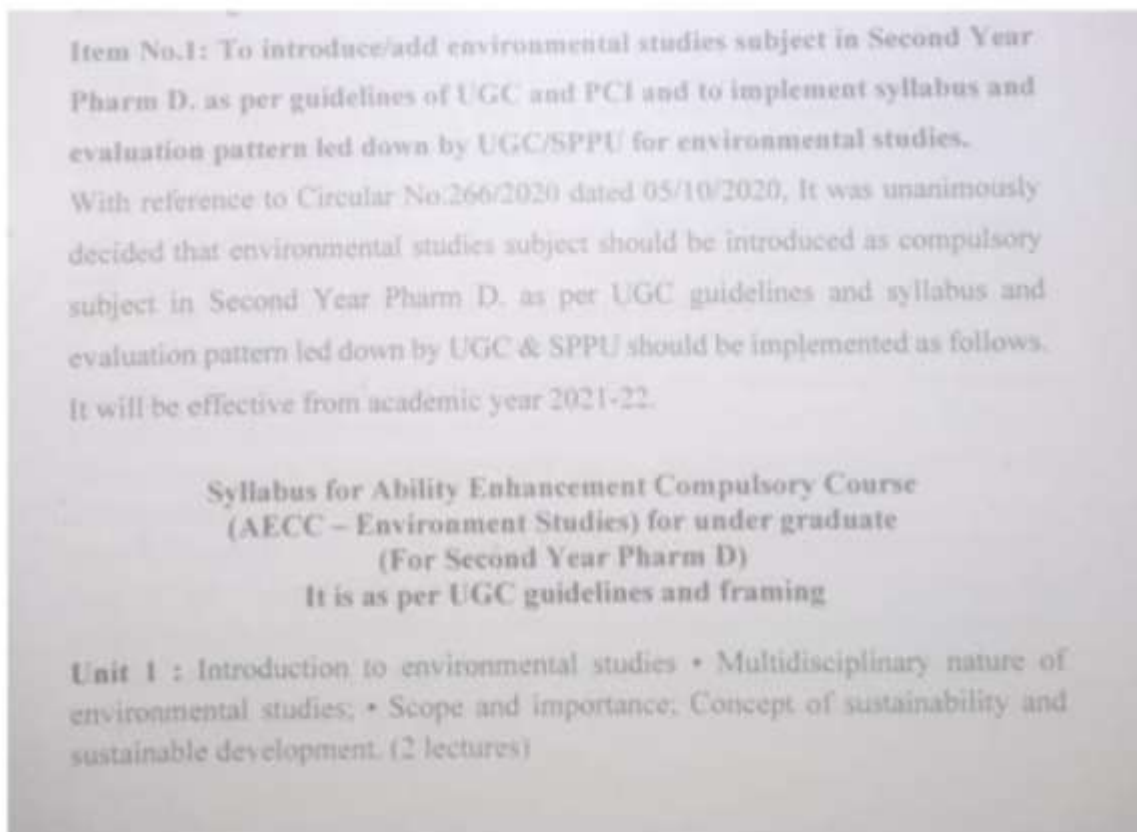 Item No.1: To introduce/add environmental studies subject in Second Year
Pharm D. as per guidelines of UGC and PCI and to implement syllabus and
evaluation pattern led down by UGC/SPPU for environmental studies.
With reference to Circular No.266/2020 dated 05/10/2020, It was unanimously
decided that environmental studies subject should be introduced as compulsory
subject in Second Year Pharm D. as per UGC guidelines and syllabus and
evaluation pattern led down by UGC & SPPU should be implemented as follows.
It will be effective from academic year 2021-22.
Syllabus for Ability Enhancement Compulsory Course
(AECC – Environment Studies) for under graduate
(For Second Year Pharm D)
It is as per UGC guidelines and framing
Unit 1 : Introduction to environmental studies • Multidisciplinary nature of
environmental studies; • Scope and importance; Concept of sustainability and
sustainable development. (2 lectures)